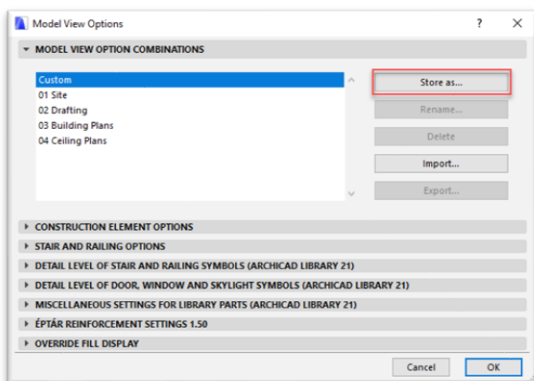 Model View Options ? ×
MODEL VIEW OPTION COMBINATIONS
Custom
01 Site
02 Drafting
03 Building Plans
04 Ceiling Plans
Store as...
Rename...
Delete
Import...
Export...
CONSTRUCTION ELEMENT OPTIONS
STAIR AND RAILING OPTIONS
DETAIL LEVEL OF STAIR AND RAILING SYMBOLS (ARCHICAD LIBRARY 21)
DETAIL LEVEL OF DOOR, WINDOW AND SKYLIGHT SYMBOLS (ARCHICAD LIBRARY 21)
MISCELLANEOUS SETTINGS FOR LIBRARY PARTS (ARCHICAD LIBRARY 21)
ÉPTÁR REINFORCEMENT SETTINGS 1.50
OVERRIDE FILL DISPLAY
Cancel OK